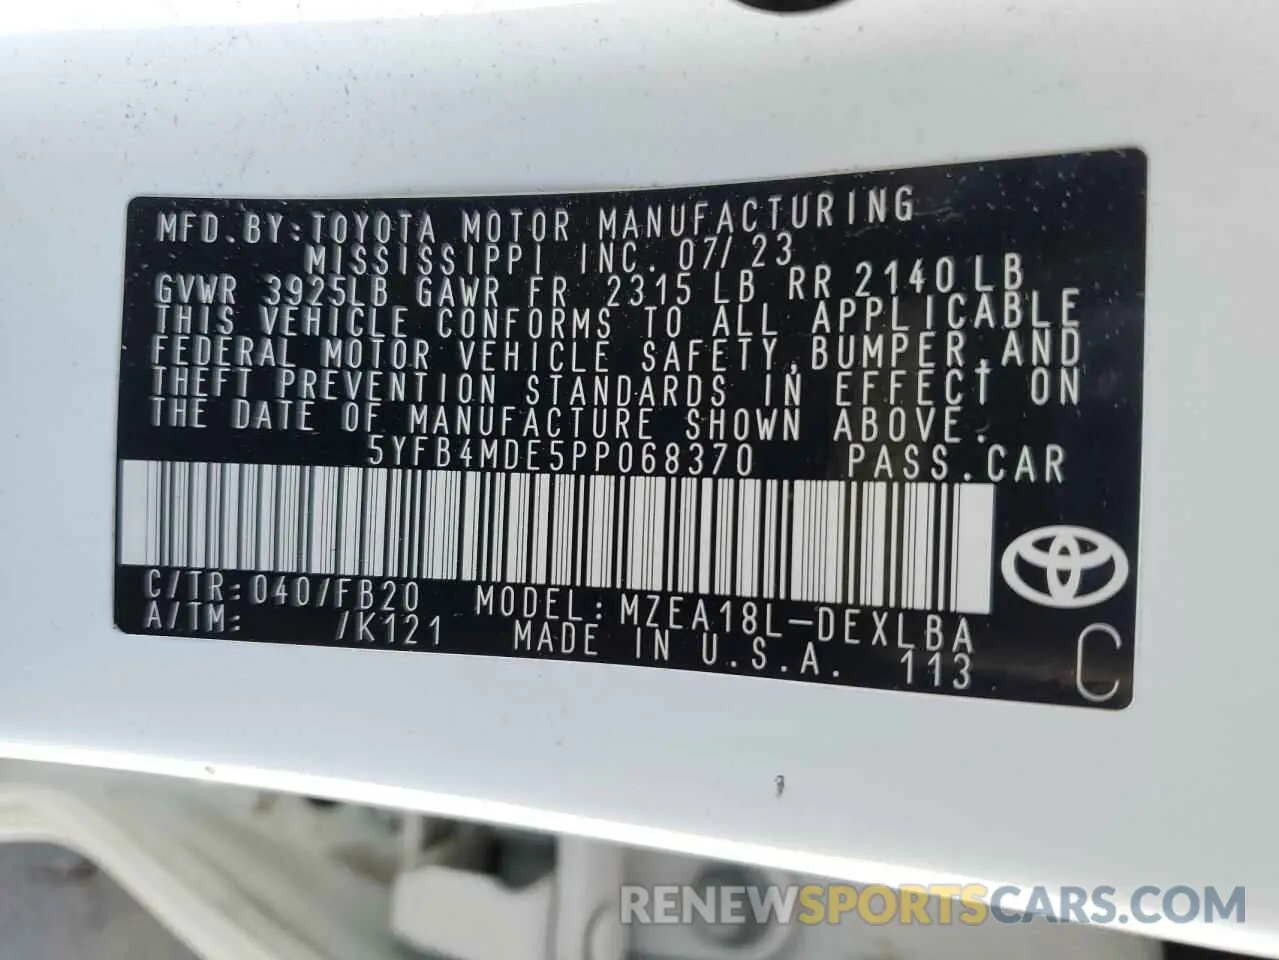 MFD.BY:TOYOTA MOTOR MANUFACTURING
MISSISSIPPI INC. 07/23
GVWR 3925LB GAWR FR 2315LB RR 2140LB
THIS VEHICLE CONFORMS TO ALL APPLICABLE
FEDERAL MOTOR VEHICLE SAFETY,BUMPER,AND
THEFT PREVENTION STANDARDS IN EFFECT ON
THE DATE OF MANUFACTURE SHOWN ABOVE.
5YFB4MDE5PP068370 PASS.CAR
C/TR:040/FB20 MODEL:MZEA18L-DEXLBA
A/TM: /K121 MADE IN U.S.A. 113
C
RENEWSPORTSCARS.COM